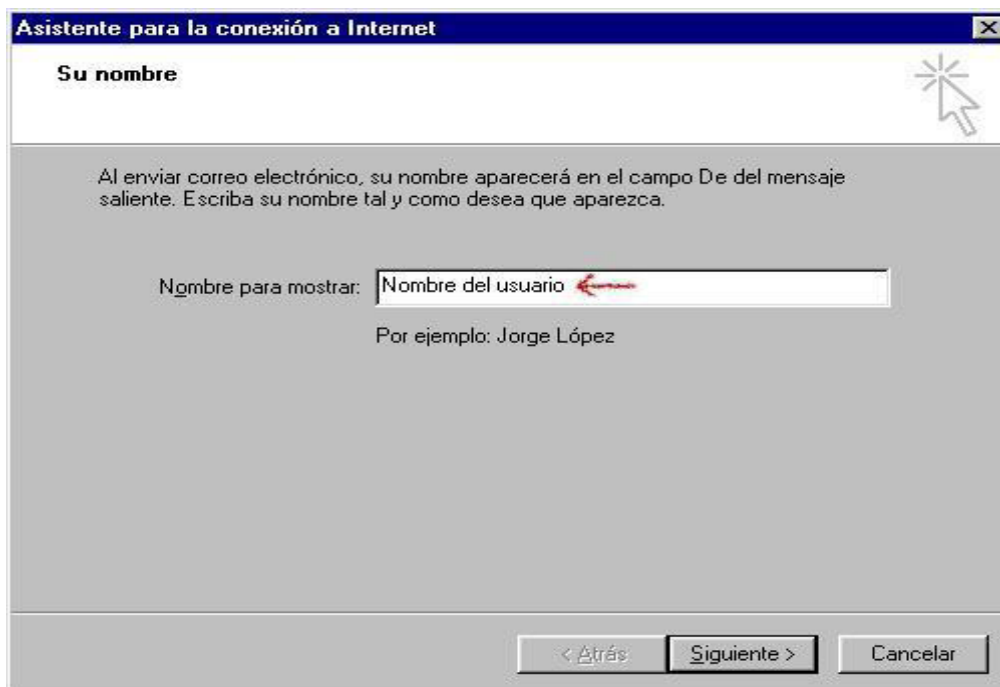 Asistente para la conexión a Internet
Su nombre
Al enviar correo electrónico, su nombre aparecerá en el campo De del mensaje
saliente. Escriba su nombre tal y como desea que aparezca.
Nombre para mostrar: Nombre del usuario
Por ejemplo: Jorge López
< Atrás Siguiente > Cancelar